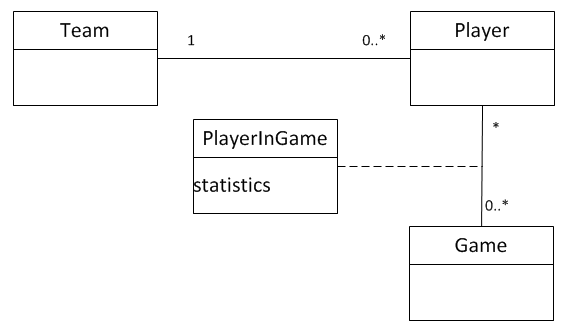 Team
1
0..*
Player
PlayerInGame
statistics
*
0..*
Game